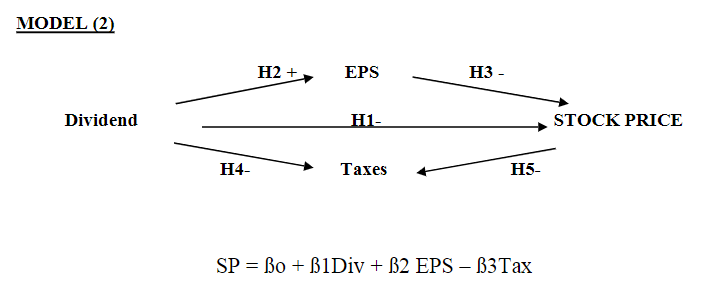 MODEL (2)
H2 + EPS H3 -
Dividend H1- STOCK PRICE
H4- Taxes H5-
SP = ßo + ß1Div + ß2 EPS – ß3Tax